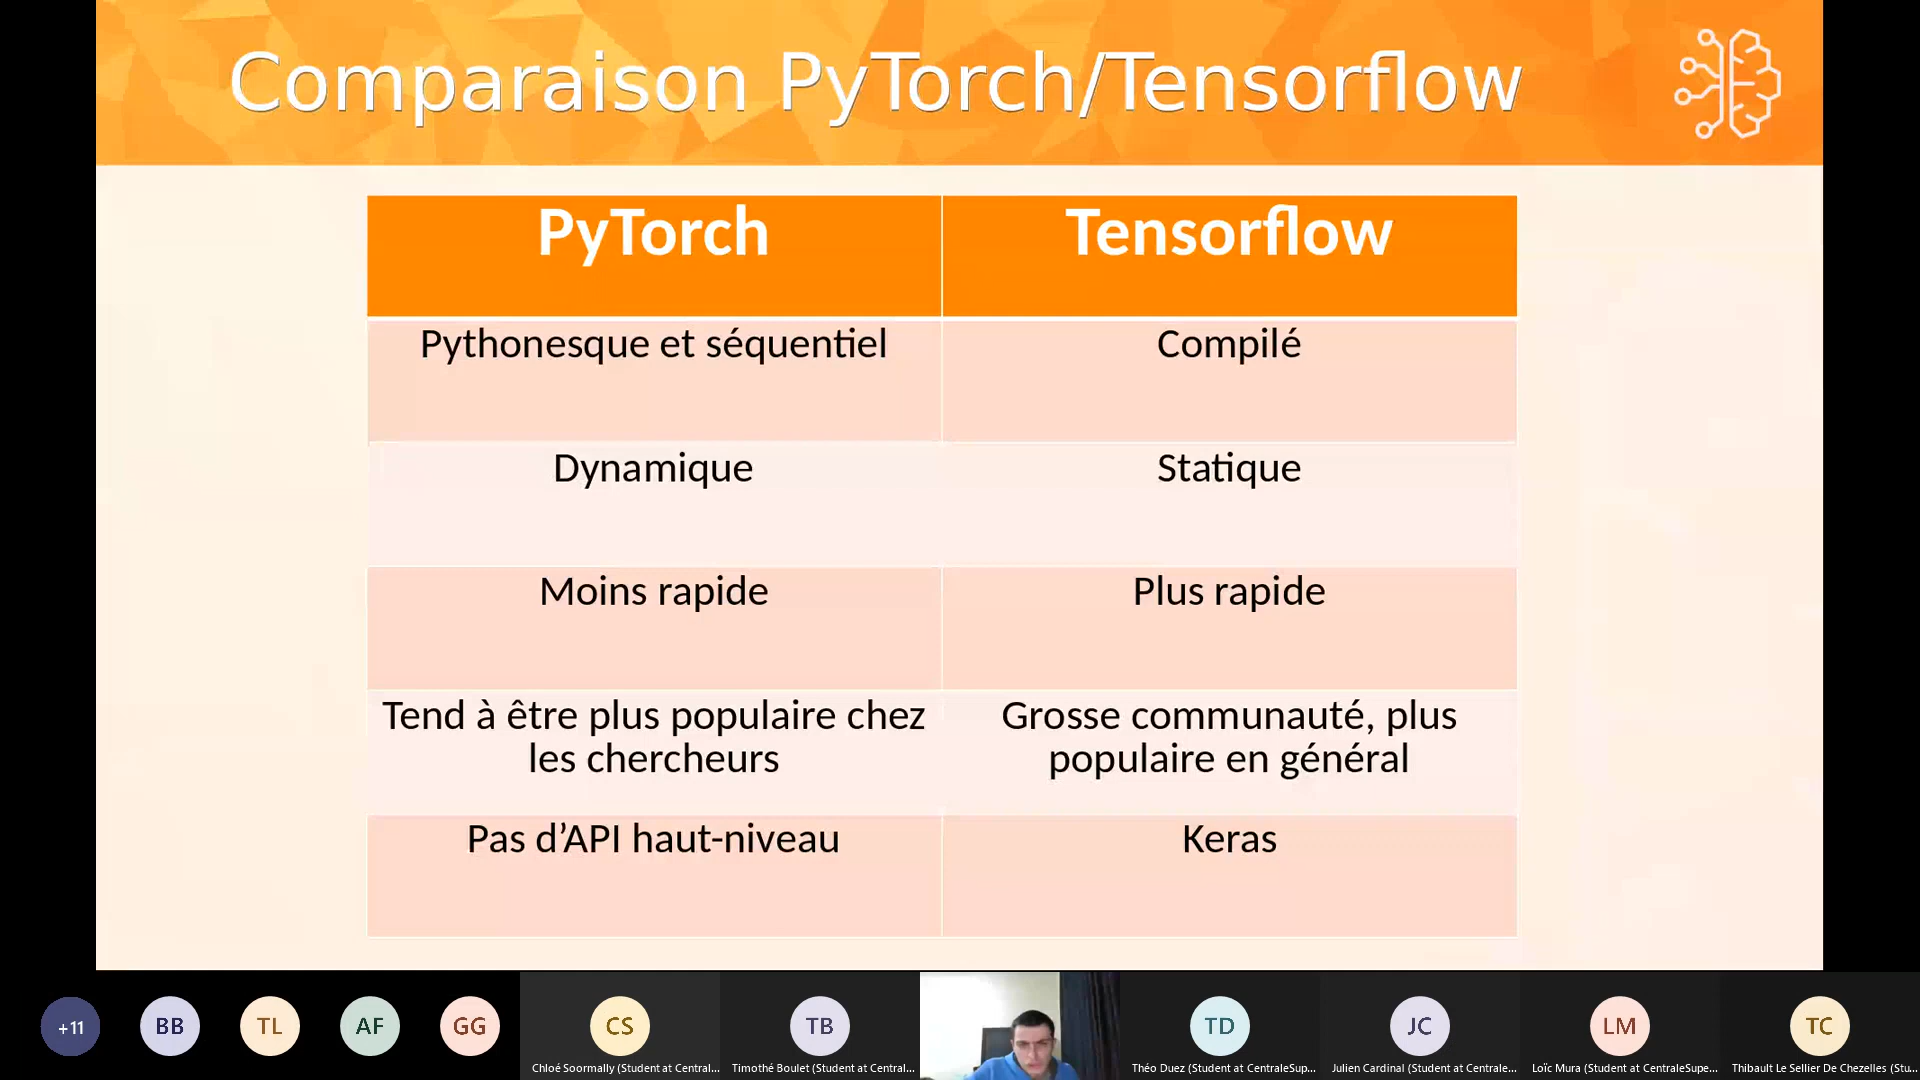 Comparaison PyTorch/Tensorflow
PyTorch
Tensorflow
Pythonesque et séquentiel
Compilé
Dynamique
Statique
Moins rapide
Plus rapide
Tend à être plus populaire chez
les chercheurs
Grosse communauté, plus
populaire en général
Pas d’API haut-niveau
Keras
+11
BB
TL
AF
GG
CS
TB
TD
JC
LM
TC
Chloé Soormally (Student at Central...
Timothé Boulet (Student at Central...
Théo Duez (Student at CentraleSup...
Julien Cardinal (Student at Centrale...
Loïc Mura (Student at CentraleSupe...
Thibault Le Sellier De Chezelles (Stu...